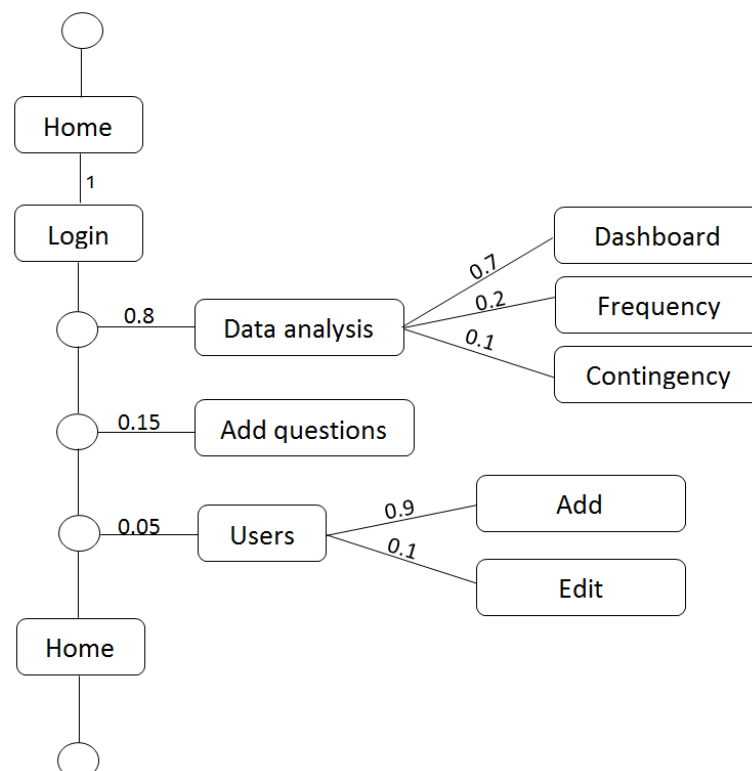 Home
1
Login
Dashboard
0.7
0.2
Frequency
0.8
Data analysis
0.1
Contingency
0.15
Add questions
0.9
Add
0.05
Users
0.1
Edit
Home